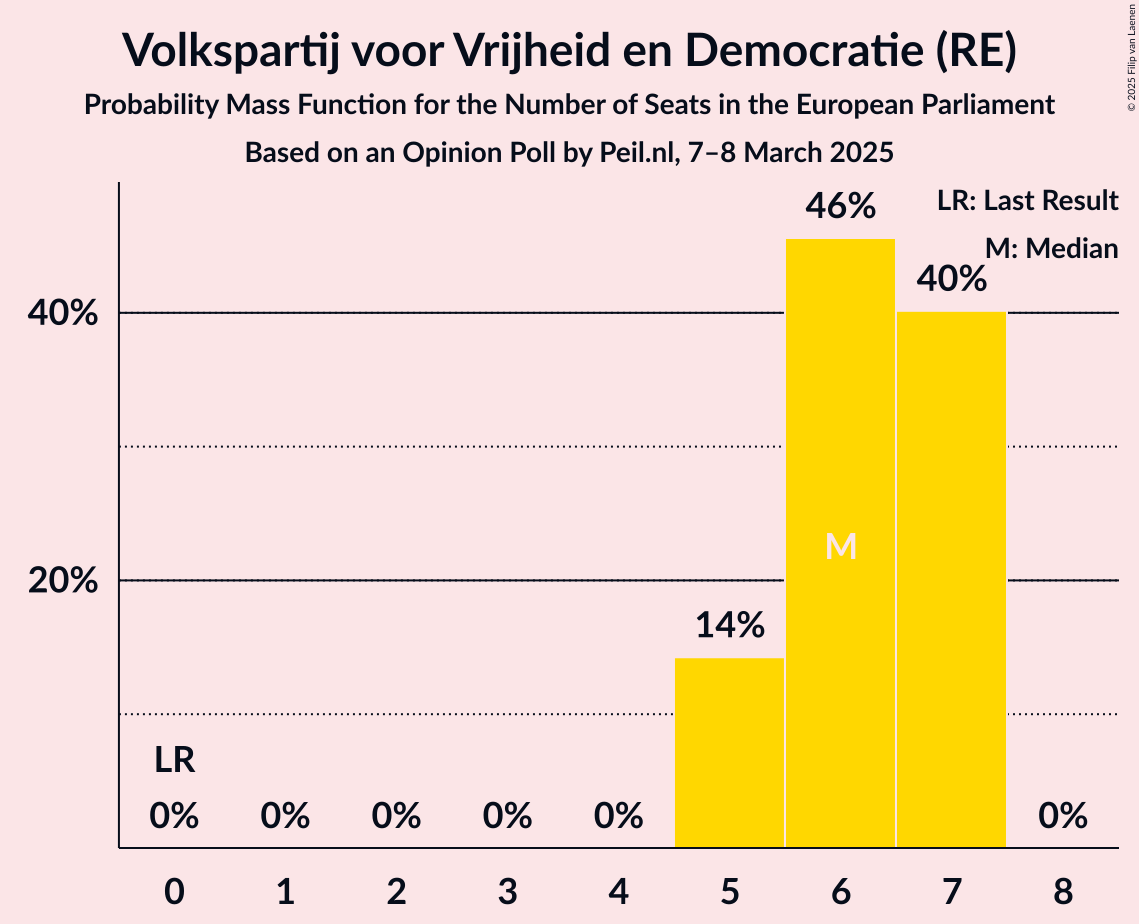 Volkspartij voor Vrijheid en Democratie (RE)
Probability Mass Function for the Number of Seats in the European Parliament
Based on an Opinion Poll by Peil.nl, 7–8 March 2025
© 2025 Filip van Laenen
LR: Last Result
M: Median
46%
40%
40%
20%
M
14%
LR
0% 0% 0% 0% 0% 0%
0 1 2 3 4 5 6 7 8